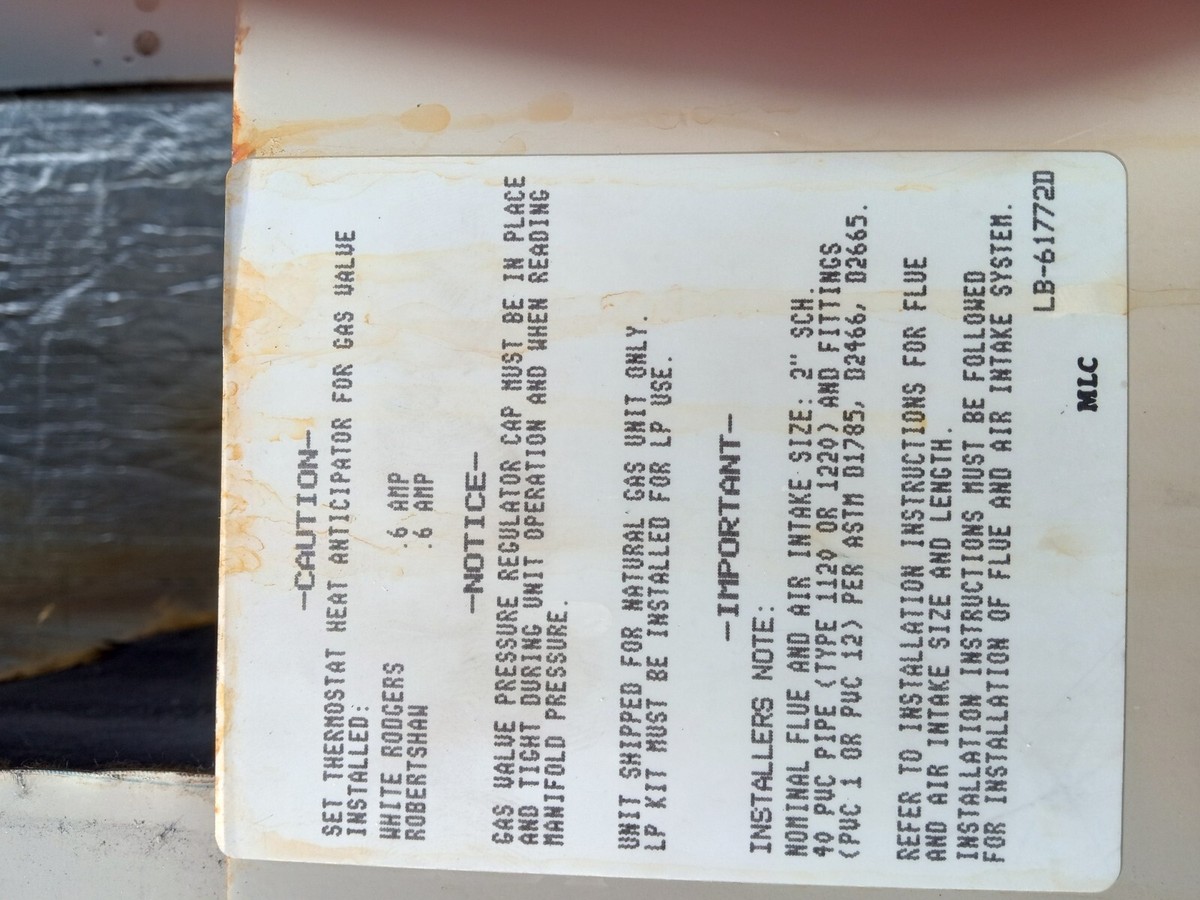 -CAUTION-
SET THERMOSTAT HEAT ANTICIPATOR FOR GAS VALVE
INSTALLED:
WHITE RODGERS .6 AMP
ROBERTSHAW .6 AMP
-NOTICE-
GAS VALVE PRESSURE REGULATOR CAP MUST BE IN PLACE
AND TIGHT DURING UNIT OPERATION AND WHEN READING
MANIFOLD PRESSURE.
UNIT SHIPPED FOR NATURAL GAS UNIT ONLY.
LP KIT MUST BE INSTALLED FOR LP USE.
-IMPORTANT-
INSTALLERS NOTE:
NOMINAL FLUE AND AIR INTAKE SIZE: 2" SCH.
40 PVC PIPE (TYPE 1120 OR 1220) AND FITTINGS
(PVC 1 OR PVC 12) PER ASTM D1785, D2466, D2665.
REFER TO INSTALLATION INSTRUCTIONS FOR FLUE
AND AIR INTAKE SIZE AND LENGTH.
INSTALLATION INSTRUCTIONS MUST BE FOLLOWED
FOR INSTALLATION OF FLUE AND AIR INTAKE SYSTEM.
LB-61772D
MLC